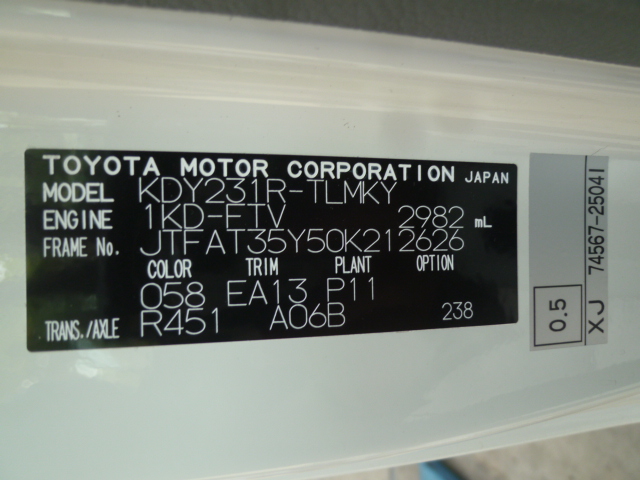 TOYOTA MOTOR CORPORATION JAPAN
MODEL KDY231R-TLMKY
ENGINE 1KD-FTV 2982 mL
FRAME No. JTFAT35Y50K212626
COLOR TRIM PLANT OPTION
058 EA13 P11
TRANS./AXLE R451 A06B 238
0.5
XJ 74567-25041